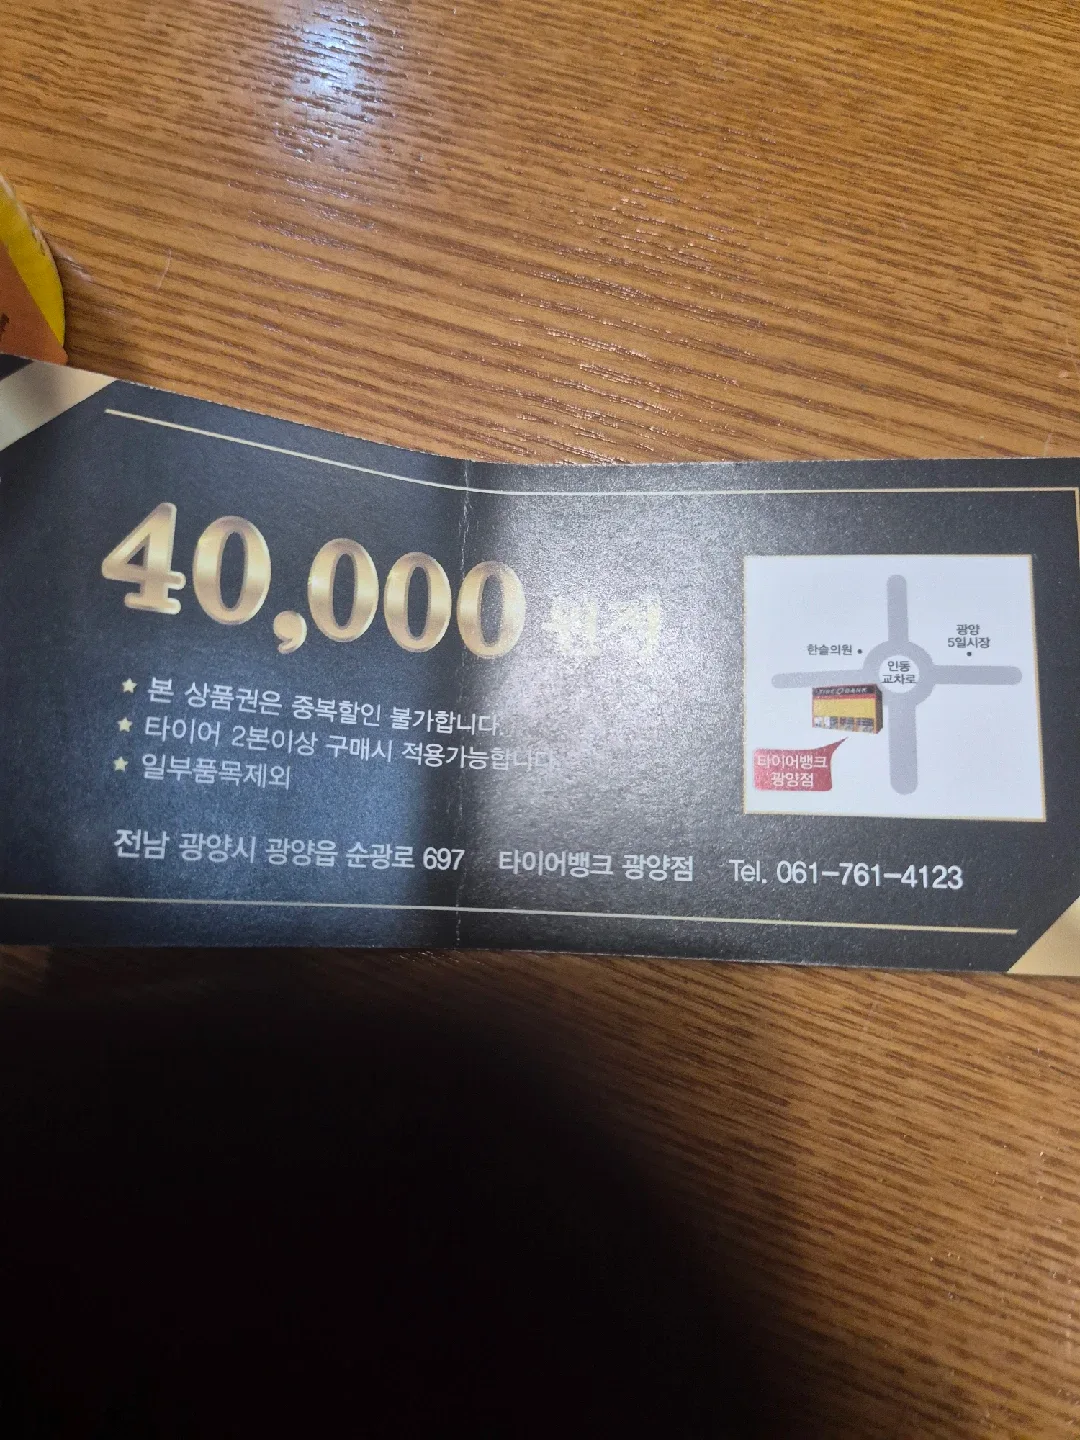 40,000 원정
본 상품권은 중복할인 불가합니다.
타이어 2본이상 구매시 적용가능합니다.
일부품목제외
전남 광양시 광양읍 순광로 697 타이어뱅크 광양점 Tel. 061-761-4123
한솔의원
광양
5일시장
인동
교차로
TIRE BANK
타이어뱅크
광양점